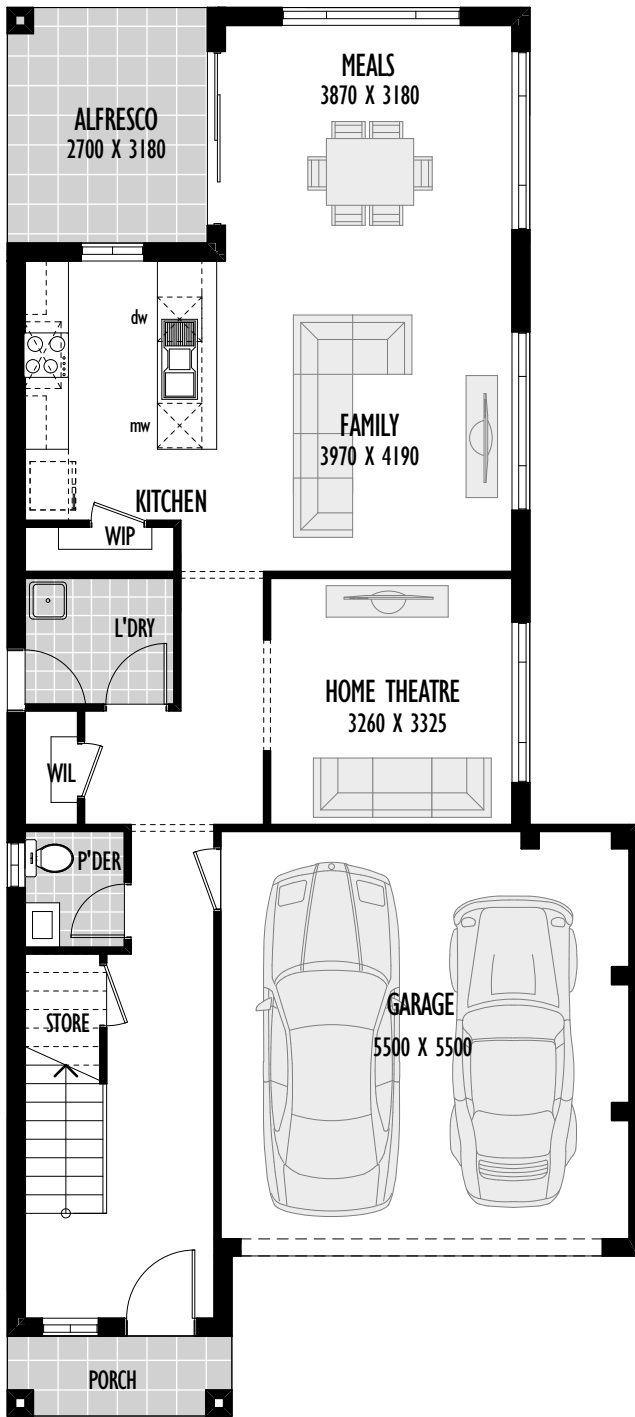 MEALS
3870 X 3180
ALFRESCO
2700 X 3180
dw
mw
FAMILY
3970 X 4190
KITCHEN
WIP
L'DRY
HOME THEATRE
3260 X 3325
WIL
P'DER
STORE
GARAGE
5500 X 5500
PORCH